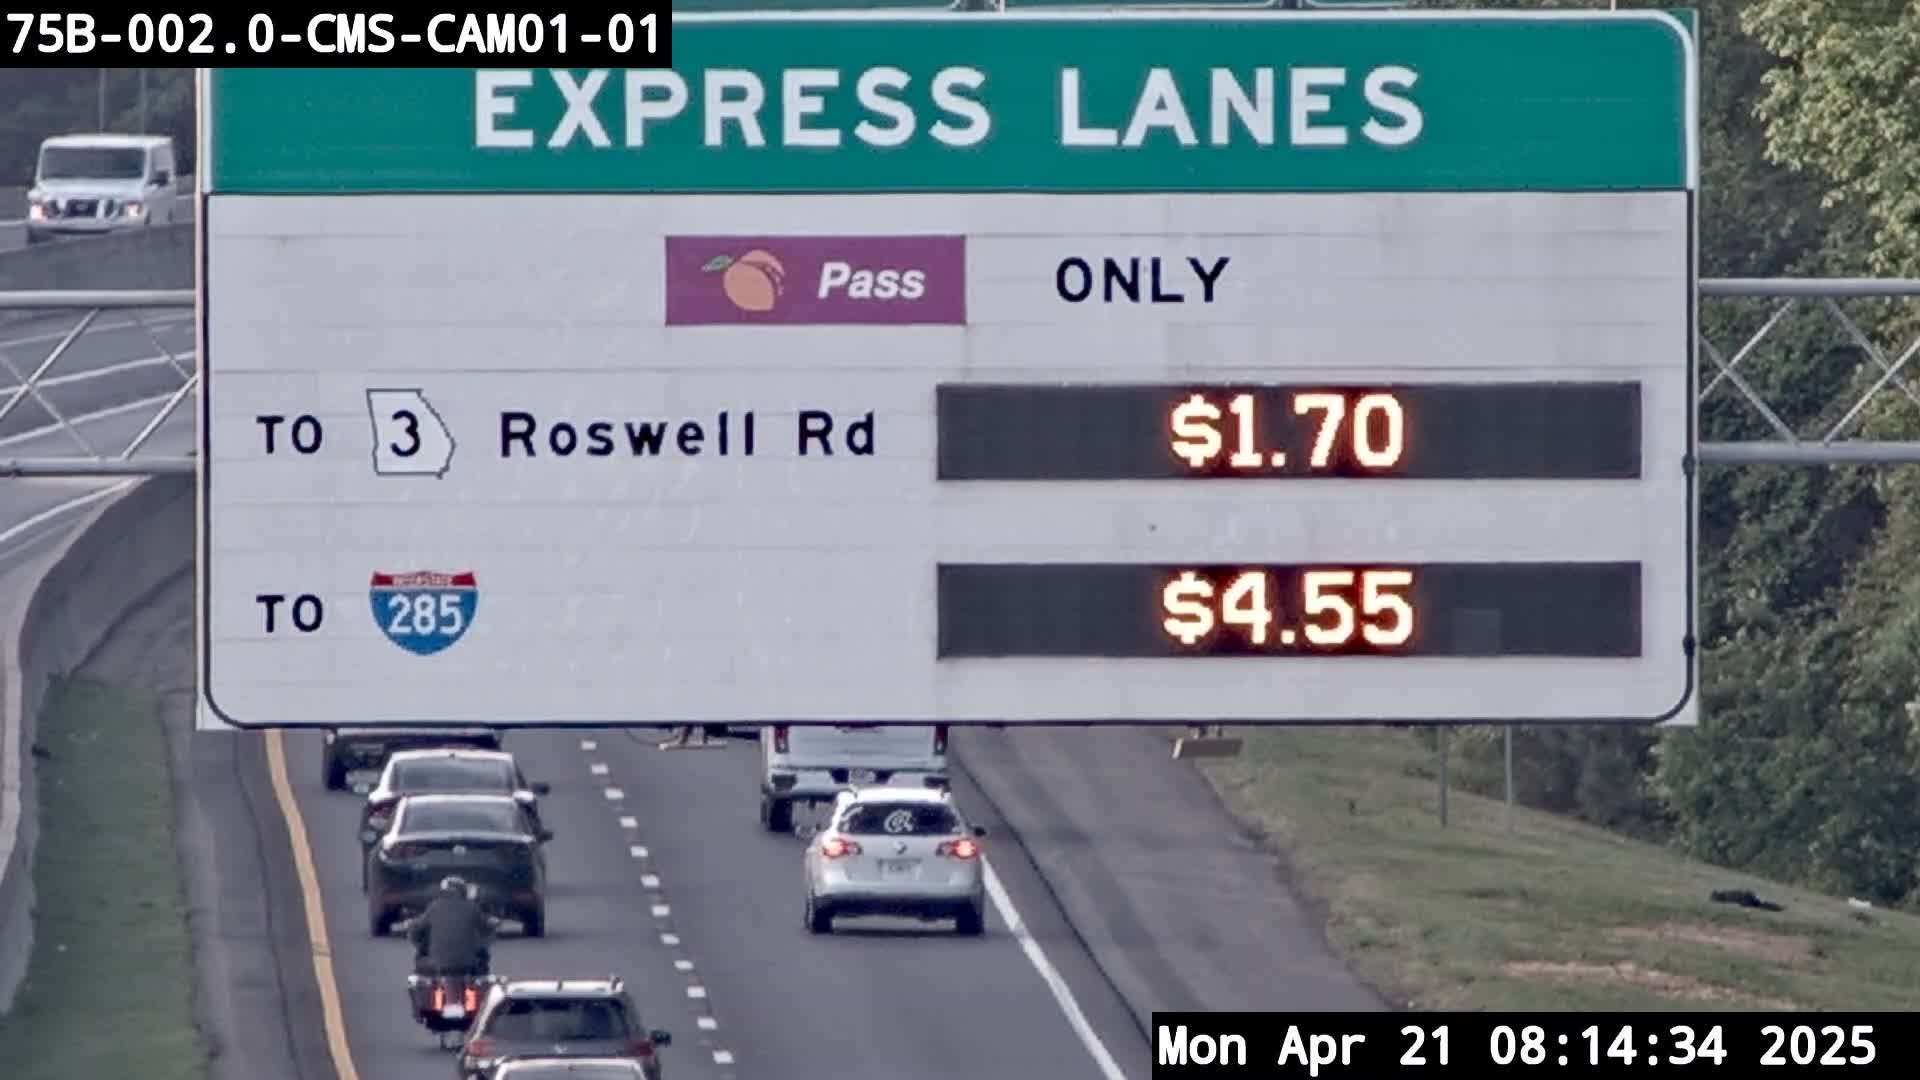 75B-002.0-CMS-CAM01-01
EXPRESS LANES
Pass ONLY
TO 3 Roswell Rd $1.70
INTERSTATE
TO 285 $4.55
Mon Apr 21 08:14:34 2025